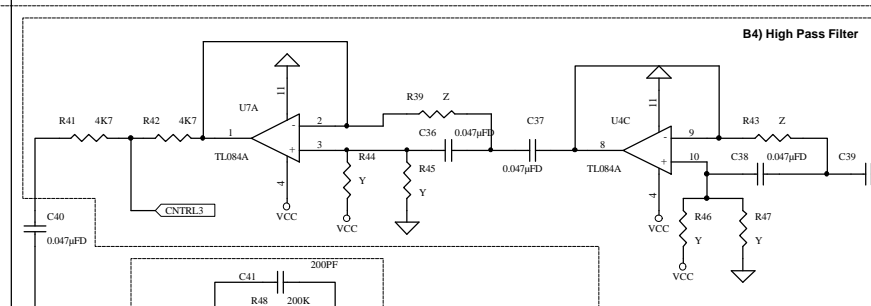 B4) High Pass Filter
R41 4K7
R42 4K7
U7A
11
2
3
1
-
+
TL084A
4
VCC
R39 Z
C36 0.047µFD
C37
0.047µFD
R44
Y
VCC
R45
Y
U4C
11
9
10
8
-
+
TL084A
4
VCC
R43 Z
C38 0.047µFD
C39
R46
Y
VCC
R47
Y
CNTRL3
C40
0.047µFD
200PF
C41
R48 200K